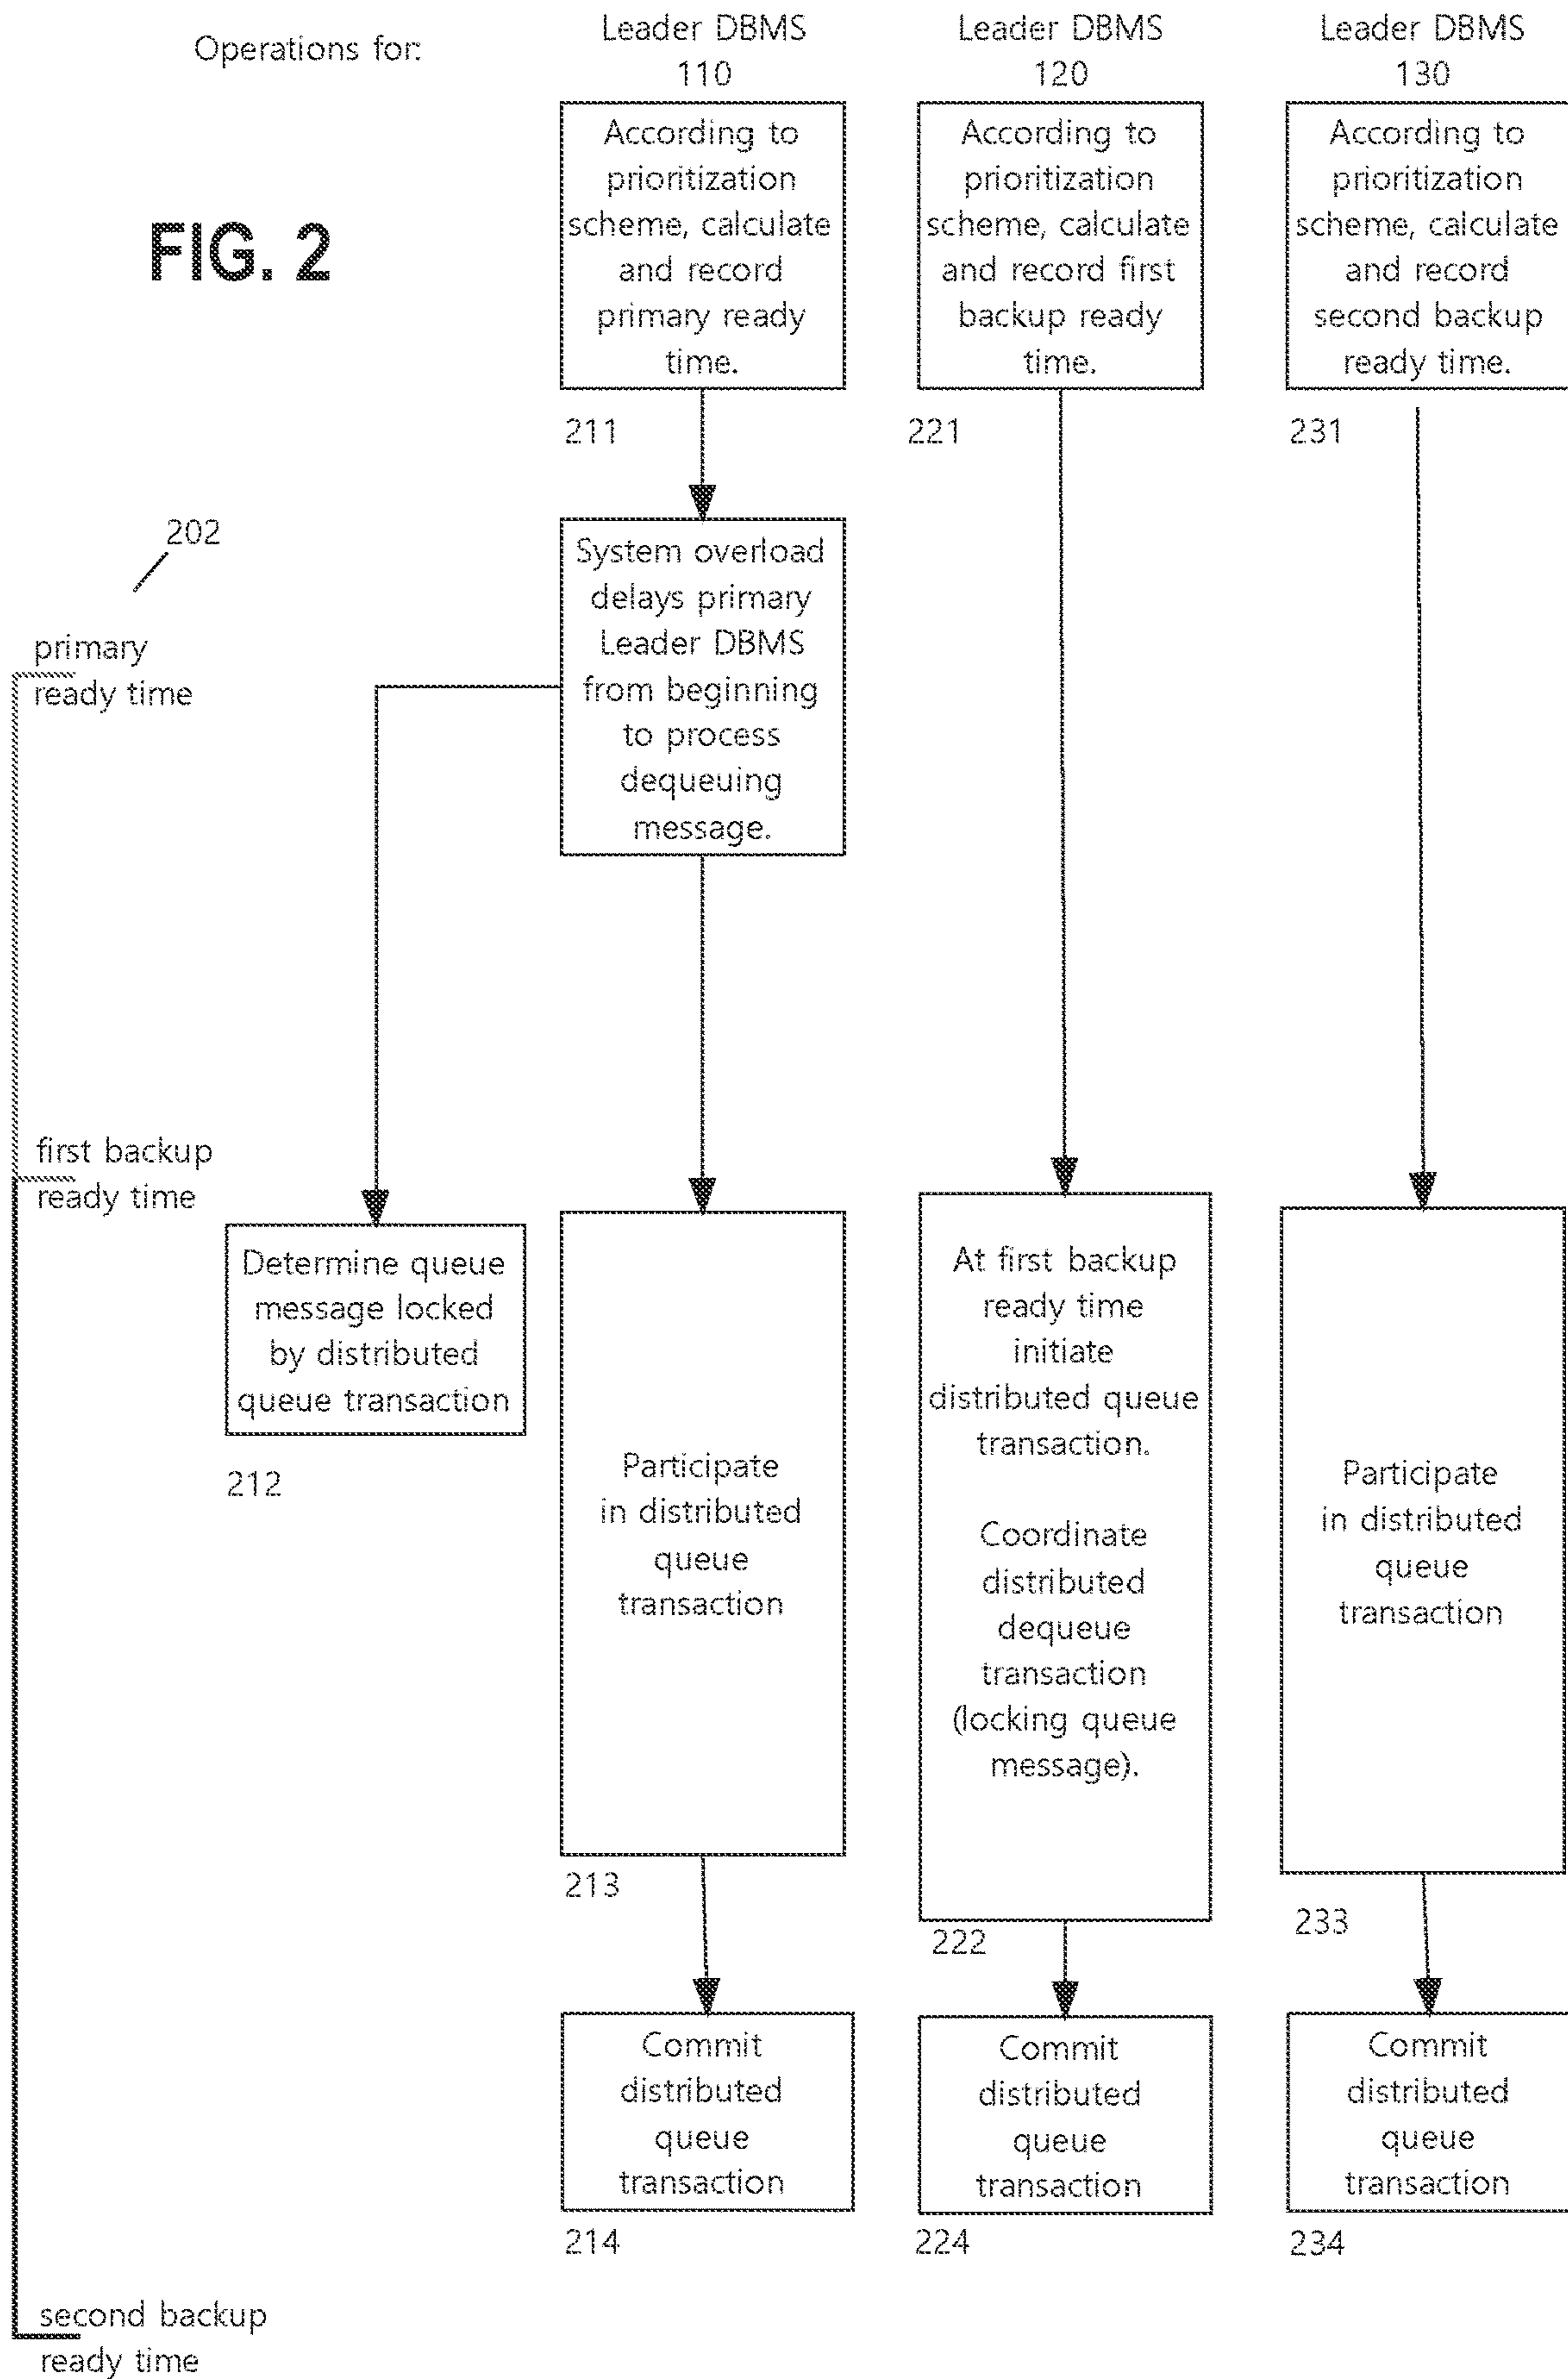 Operations for:
Leader DBMS
110
Leader DBMS
120
Leader DBMS
130
FIG. 2
According to
prioritization
scheme, calculate
and record
primary ready
time.
211
According to
prioritization
scheme, calculate
and record first
backup ready
time.
221
According to
prioritization
scheme, calculate
and record
second backup
ready time.
231
202
primary
ready time
System overload
delays primary
Leader DBMS
from beginning
to process
dequeuing
message.
first backup
ready time
Determine queue
message locked
by distributed
queue transaction
212
Participate
in distributed
queue
transaction
213
At first backup
ready time
initiate
distributed queue
transaction.
Coordinate
distributed
dequeue
transaction
(locking queue
message).
222
Participate
in distributed
queue
transaction
233
Commit
distributed
queue
transaction
214
Commit
distributed
queue
transaction
224
Commit
distributed
queue
transaction
234
second backup
ready time